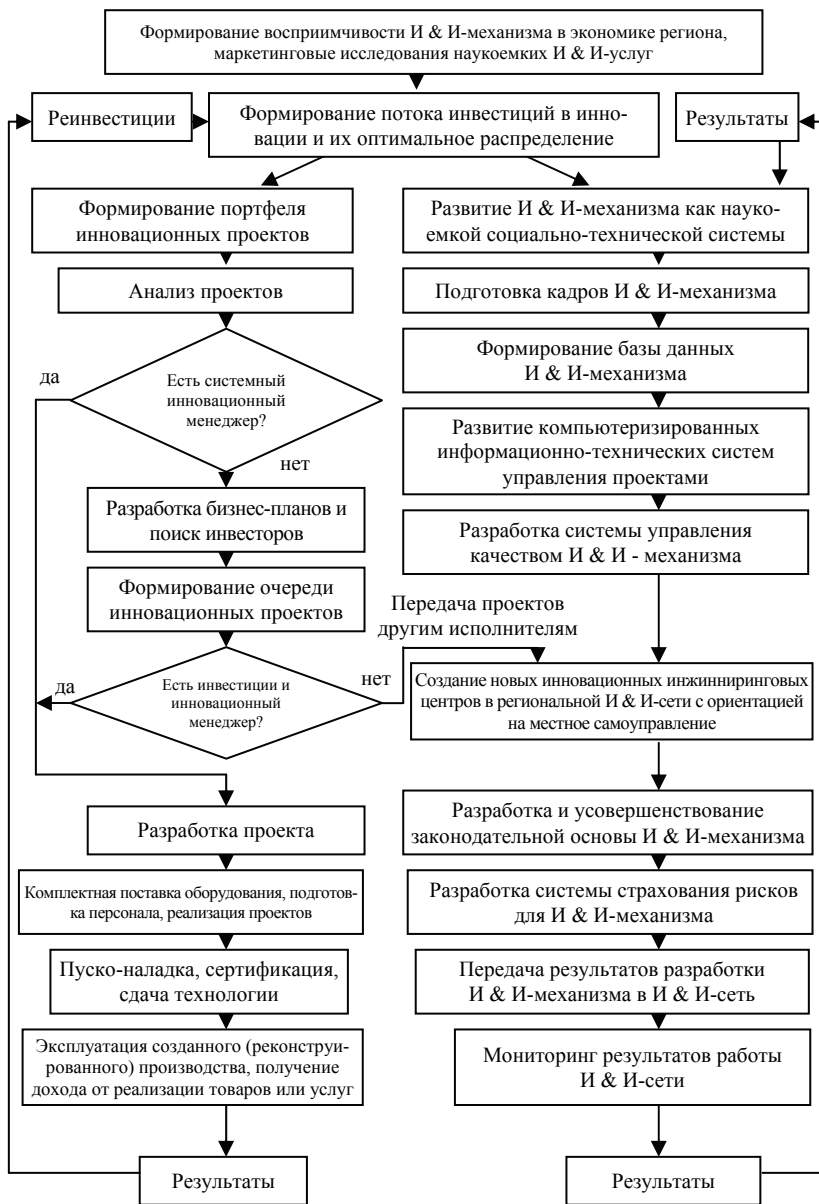 Формирование восприимчивости И & И-механизма в экономике региона,
маркетинговые исследования наукоемких И & И-услуг
Реинвестиции
Формирование потока инвестиций в инно-
вации и их оптимальное распределение
Результаты
Формирование портфеля
инновационных проектов
Развитие И & И-механизма как науко-
емкой социально-технической системы
Анализ проектов
Подготовка кадров И & И-механизма
да
Есть системный
инновационный
менеджер?
нет
Формирование базы данных
И & И-механизма
Развитие компьютеризированных
информационно-технических систем
управления проектами
Разработка бизнес-планов и
поиск инвесторов
Разработка системы управления
качеством И & И - механизма
Формирование очереди
инновационных проектов
Передача проектов
другим исполнителям
да
Есть инвестиции и
инновационный
менеджер?
нет
Создание новых инновационных инжиниринговых
центров в региональной И & И-сети с ориентацией
на местное самоуправление
Разработка проекта
Разработка и усовершенствование
законодательной основы И & И-механизма
Комплектная поставка оборудования, подготов-
ка персонала, реализация проектов
Разработка системы страхования рисков
для И & И-механизма
Пуско-наладка, сертификация,
сдача технологии
Передача результатов разработки
И & И-механизма в И & И-сеть
Эксплуатация созданного (реконструи-
рованного) производства, получение
дохода от реализации товаров или услуг
Мониторинг результатов работы
И & И-сети
Результаты
Результаты